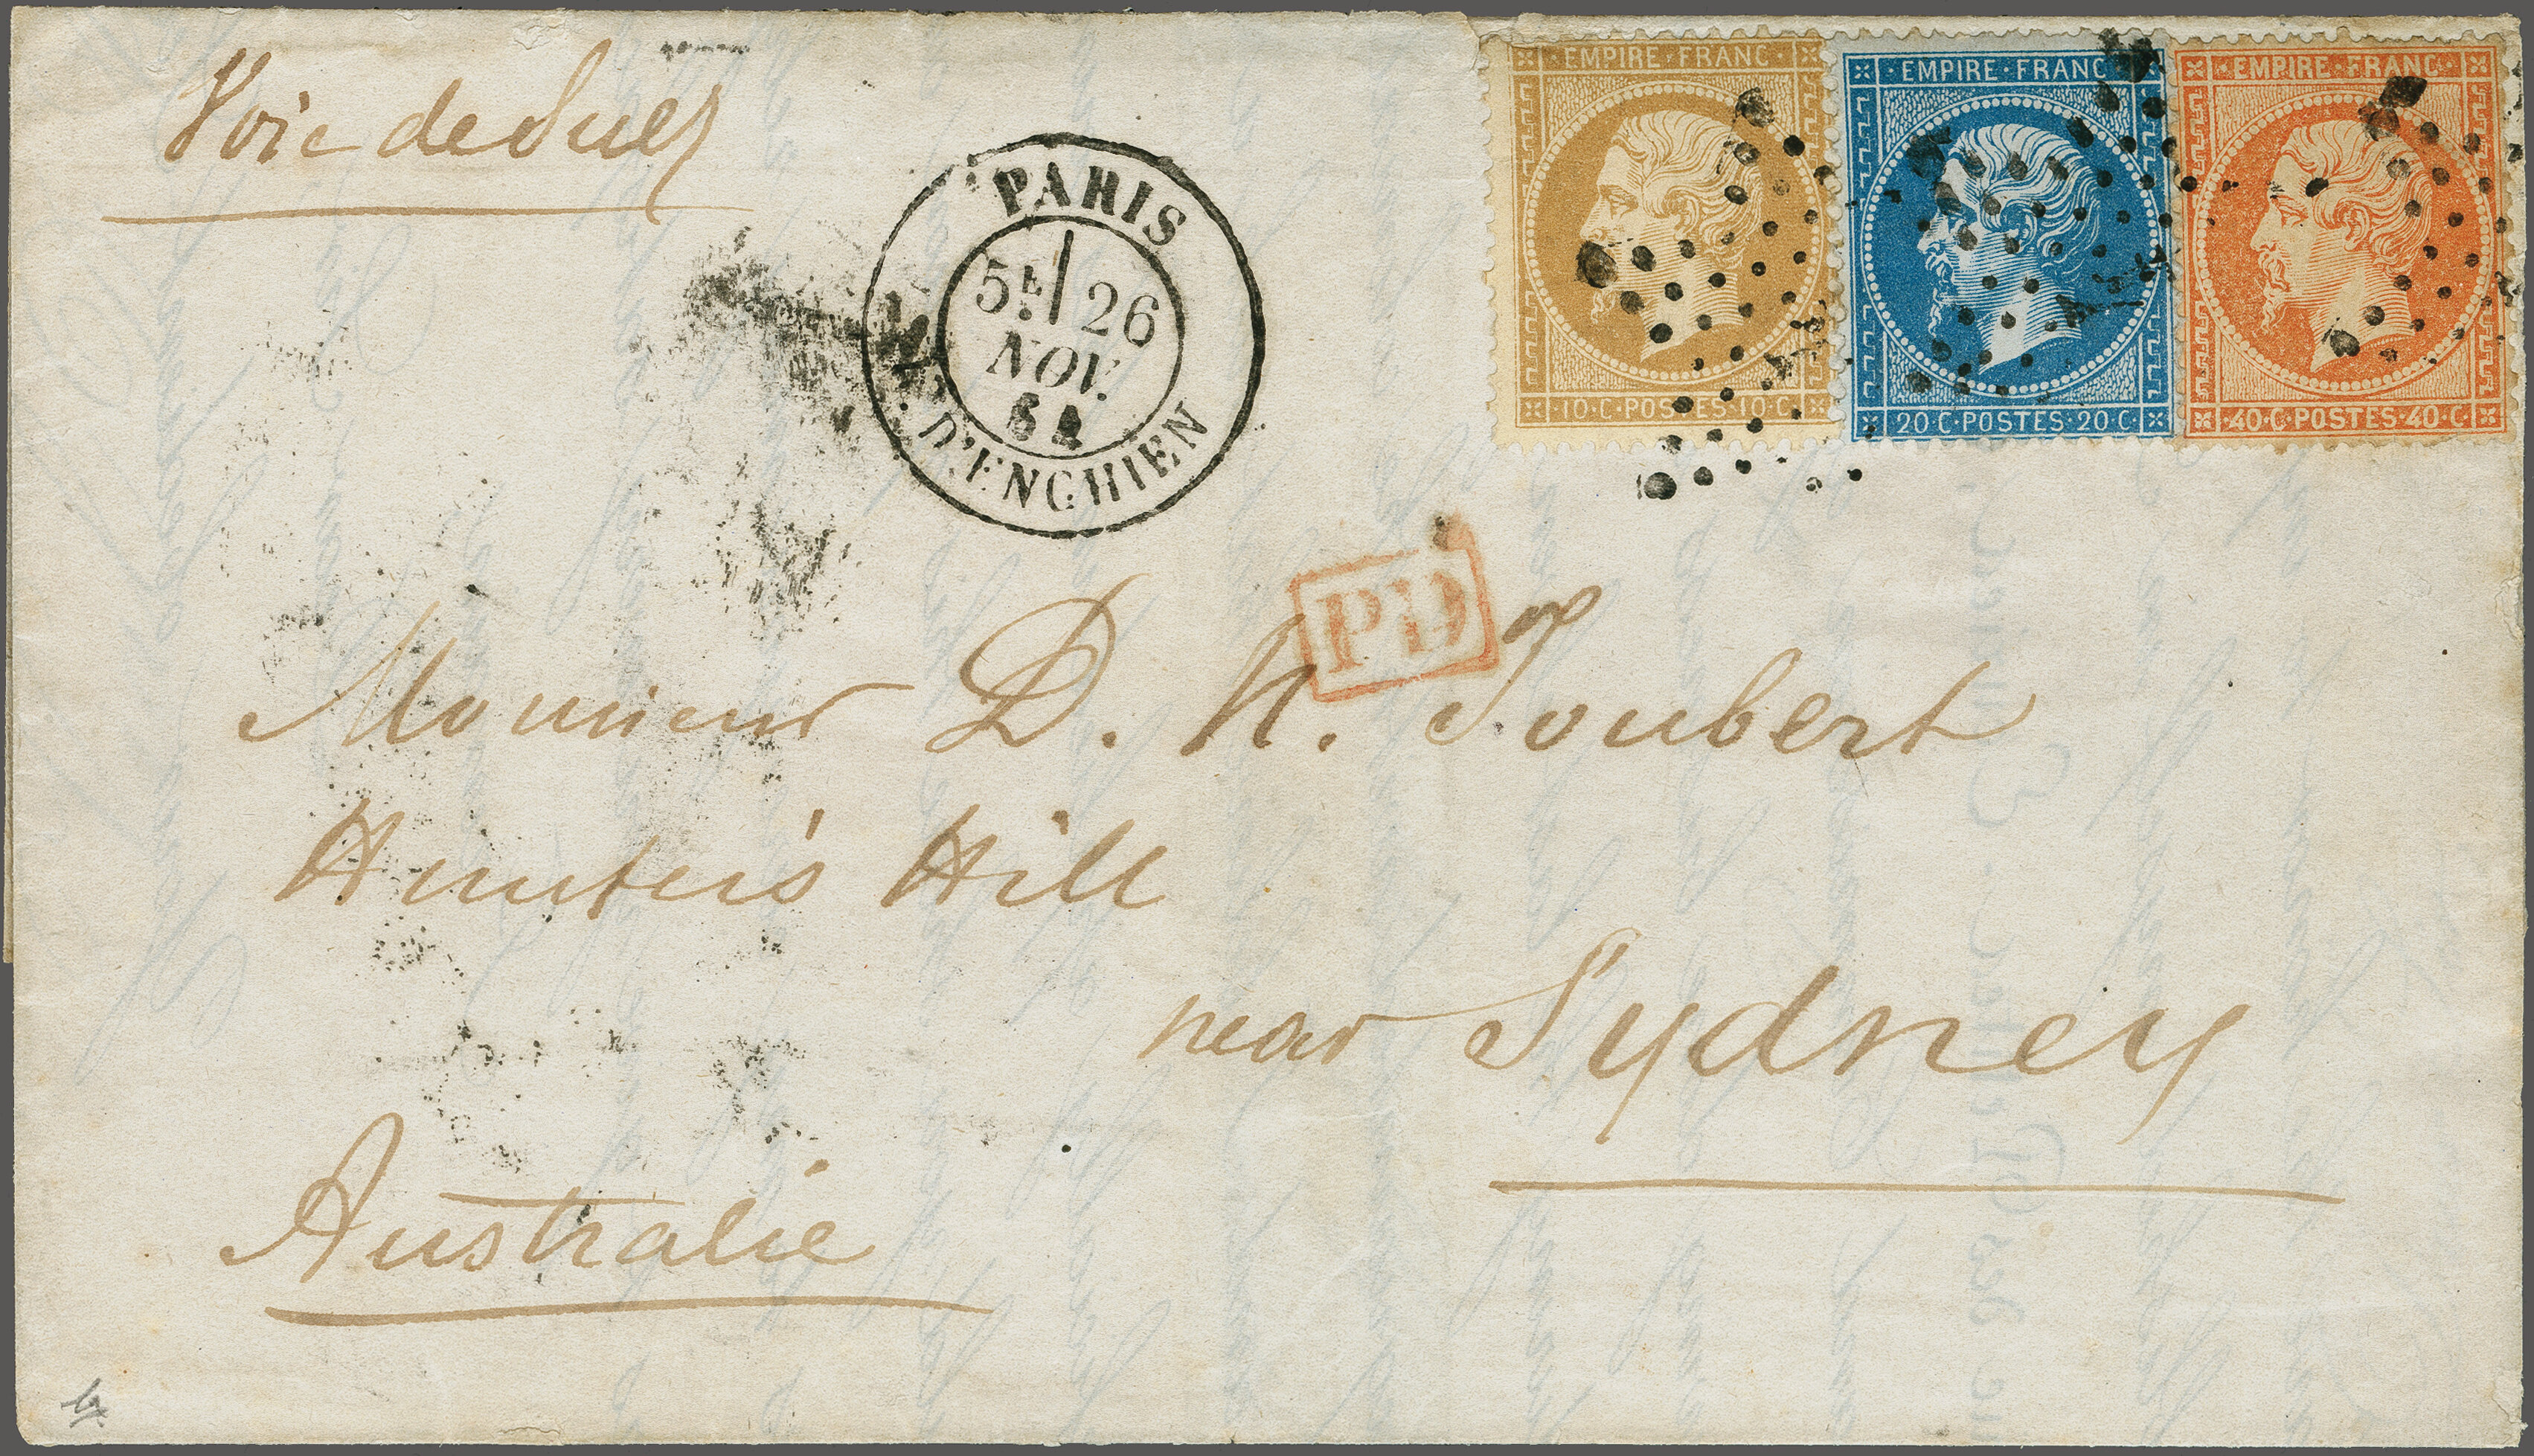 Voie de Suez
EMPIRE·FRANC·
10·C·POSTES·10·C·
EMPIRE·FRANC
20·C·POSTES·20·C·
EMPIRE·FRANC·
40·C·POSTES·40·C·
PARIS
5E/ 26
NOV.
64
D'ENGHIEN
PD
Monsieur D. N. Joubert
Hunter's Hill
near Sydney
Australie